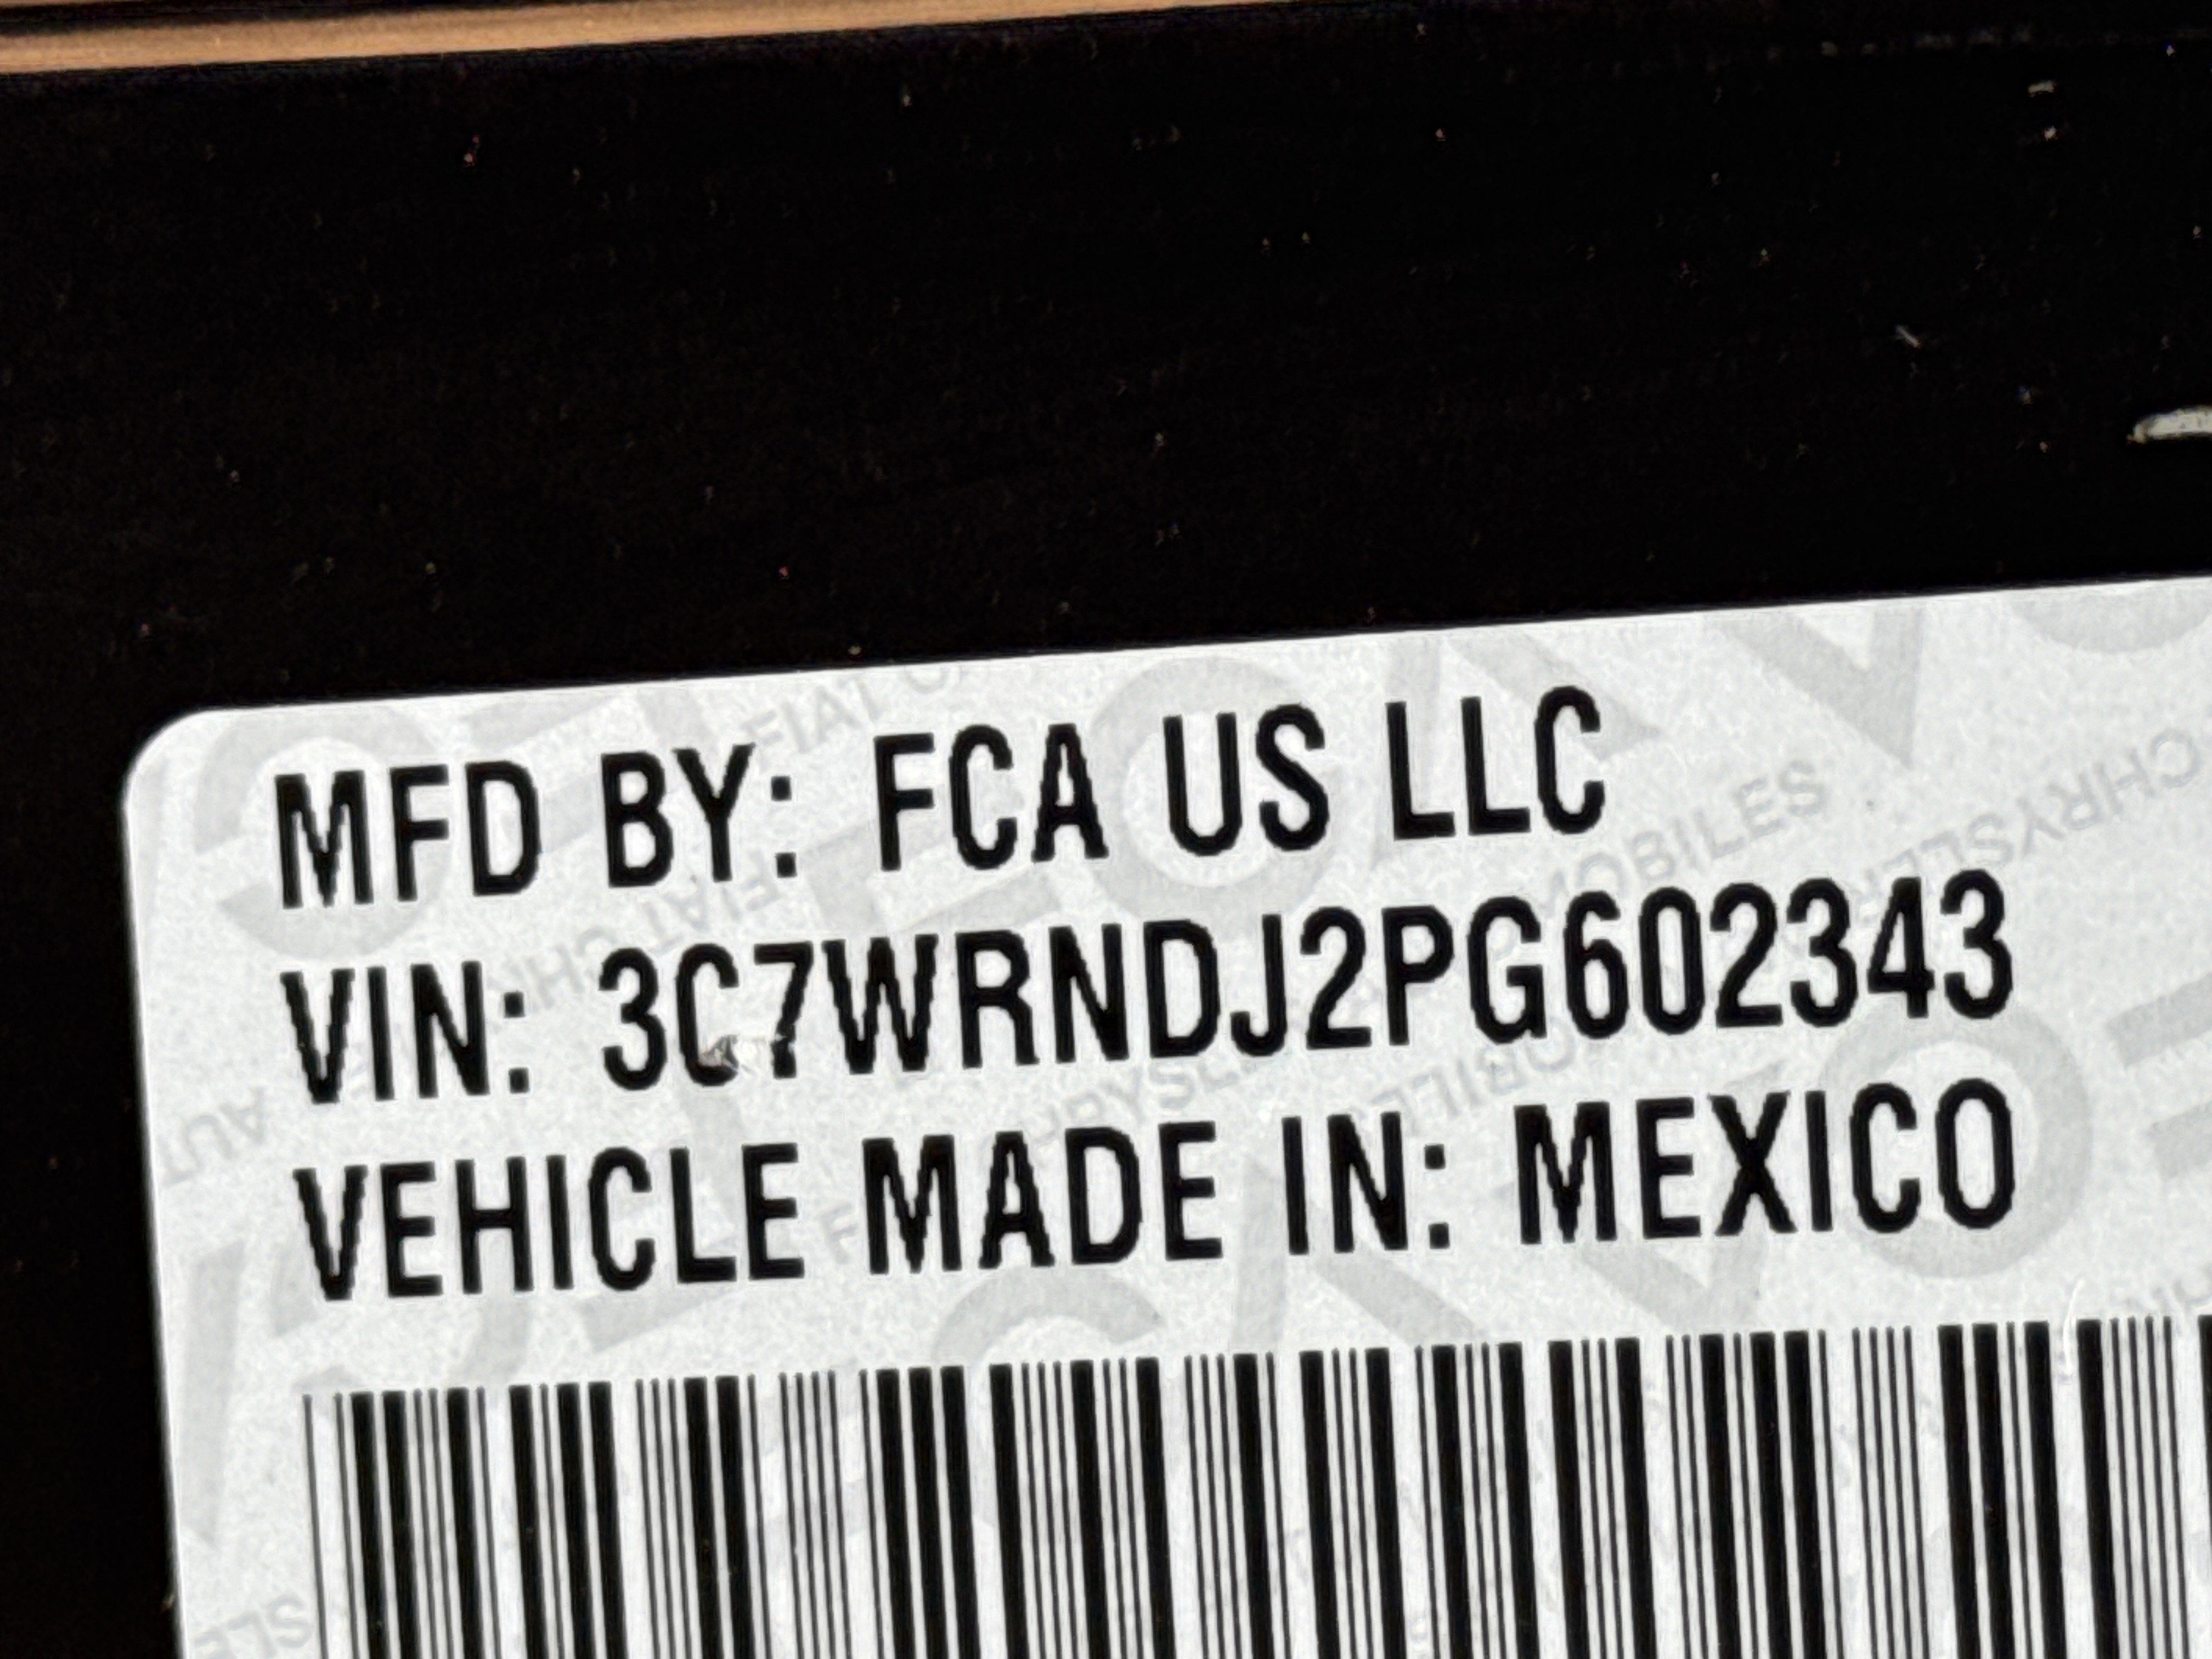 MFD BY: FCA US LLC
VIN: 3C7WRNDJ2PG602343
VEHICLE MADE IN: MEXICO